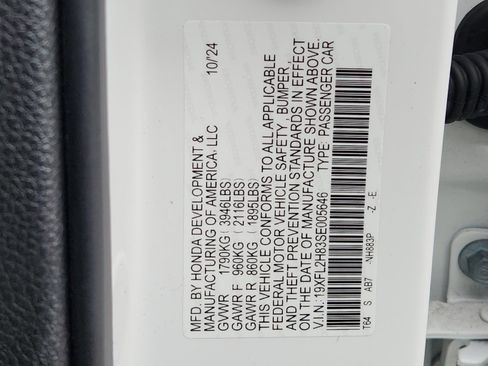 MFD. BY HONDA DEVELOPMENT &
MANUFACTURING OF AMERICA, LLC 10/24
GVWR 1790KG (3946LBS)
GAWR F 960KG (2116LBS)
GAWR R 860KG (1895LBS)
THIS VEHICLE CONFORMS TO ALL APPLICABLE
FEDERAL MOTOR VEHICLE SAFETY, BUMPER,
AND THEFT PREVENTION STANDARDS IN EFFECT
ON THE DATE OF MANUFACTURE SHOWN ABOVE.
V.I.N.: 19XFL2H83SE005646 TYPE: PASSENGER CAR
T64 S AB7 -NH883P -Z -E